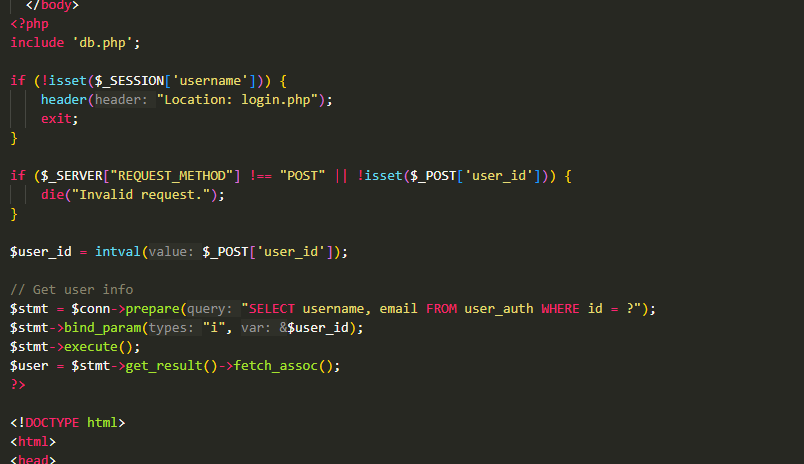 </body>
<?php
include 'db.php';
if (!isset($_SESSION['username'])) {
header(header: "Location: login.php");
exit;
}
if ($_SERVER["REQUEST_METHOD"] !== "POST" || !isset($_POST['user_id'])) {
die("Invalid request.");
}
$user_id = intval(value: $_POST['user_id']);
// Get user info
$stmt = $conn->prepare(query: "SELECT username, email FROM user_auth WHERE id = ?");
$stmt->bind_param(types: "i", var: &$user_id);
$stmt->execute();
$user = $stmt->get_result()->fetch_assoc();
?>
<!DOCTYPE html>
<html>
<head>